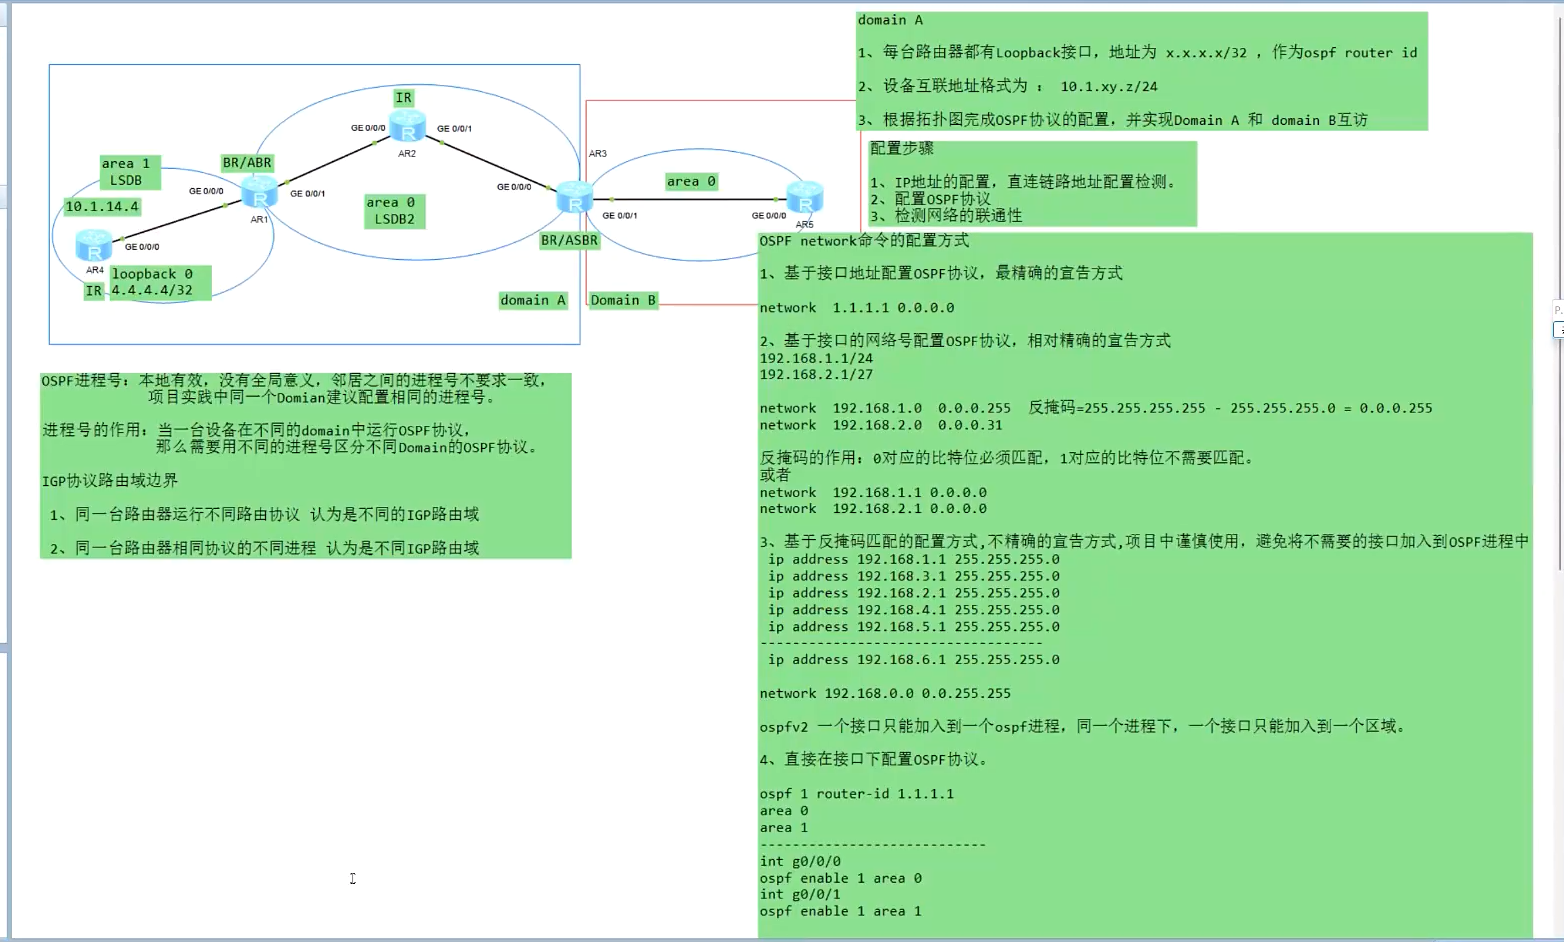 domain A
1、每台路由器都有Loopback接口，地址为 x.x.x.x/32 ，作为ospf router id
2、设备互联地址格式为 ： 10.1.xy.z/24
3、根据拓扑图完成OSPF协议的配置，并实现Domain A 和 domain B互访
配置步骤
1、IP地址的配置，直连链路地址配置检测。
2、配置OSPF协议
3、检测网络的联通性
IR
GE 0/0/0
GE 0/0/1
AR2
area 1
LSDB
BR/ABR
GE 0/0/0
GE 0/0/1
10.1.14.4
AR1
area 0
LSDB2
GE 0/0/0
AR4
loopback 0
IR
4.4.4.4/32
AR3
GE 0/0/0
area 0
GE 0/0/1
GE 0/0/0
AR5
BR/ASBR
domain A
Domain B
OSPF进程号：本地有效，没有全局意义，邻居之间的进程号不要求一致，
项目实践中同一个Domian建议配置相同的进程号。
进程号的作用：当一台设备在不同的domain中运行OSPF协议，
那么需要用不同的进程号区分不同Domain的OSPF协议。
IGP协议路由域边界
1、同一台路由器运行不同路由协议 认为是不同的IGP路由域
2、同一台路由器相同协议的不同进程 认为是不同IGP路由域
OSPF network命令的配置方式
1、基于接口地址配置OSPF协议，最精确的宣告方式
network 1.1.1.1 0.0.0.0
2、基于接口的网络号配置OSPF协议，相对精确的宣告方式
192.168.1.1/24
192.168.2.1/27
network 192.168.1.0 0.0.0.255 反掩码=255.255.255.255 - 255.255.255.0 = 0.0.0.255
network 192.168.2.0 0.0.0.31
反掩码的作用：0对应的比特位必须匹配，1对应的比特位不需要匹配。
或者
network 192.168.1.1 0.0.0.0
network 192.168.2.1 0.0.0.0
3、基于反掩码匹配的配置方式,不精确的宣告方式,项目中谨慎使用，避免将不需要的接口加入到OSPF进程中
ip address 192.168.1.1 255.255.255.0
ip address 192.168.3.1 255.255.255.0
ip address 192.168.2.1 255.255.255.0
ip address 192.168.4.1 255.255.255.0
ip address 192.168.5.1 255.255.255.0
-----------------------------------
ip address 192.168.6.1 255.255.255.0
network 192.168.0.0 0.0.255.255
ospfv2 一个接口只能加入到一个ospf进程，同一个进程下，一个接口只能加入到一个区域。
4、直接在接口下配置OSPF协议。
ospf 1 router-id 1.1.1.1
area 0
area 1
----------------------------
int g0/0/0
ospf enable 1 area 0
int g0/0/1
ospf enable 1 area 1